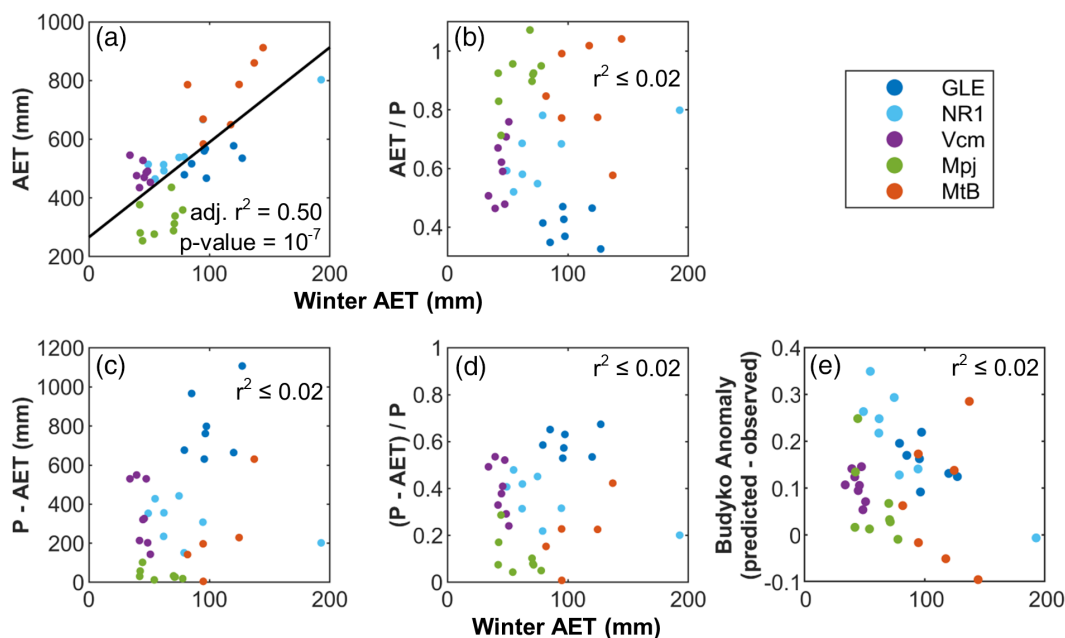 (a)
1000
800
600
400
200
AET (mm)
adj. r² = 0.50
p-value = 10⁻⁷
0
100
200
(b)
1
0.8
0.6
0.4
AET / P
r² ≤ 0.02
0
100
200
Winter AET (mm)
GLE
NR1
Vcm
Mpj
MtB
(c)
1200
1000
800
600
400
200
0
P - AET (mm)
r² ≤ 0.02
0
100
200
(d)
1
0.8
0.6
0.4
0.2
0
(P - AET) / P
r² ≤ 0.02
0
100
200
Winter AET (mm)
(e)
0.4
0.3
0.2
0.1
0
-0.1
Budyko Anomaly
(predicted - observed)
r² ≤ 0.02
0
100
200